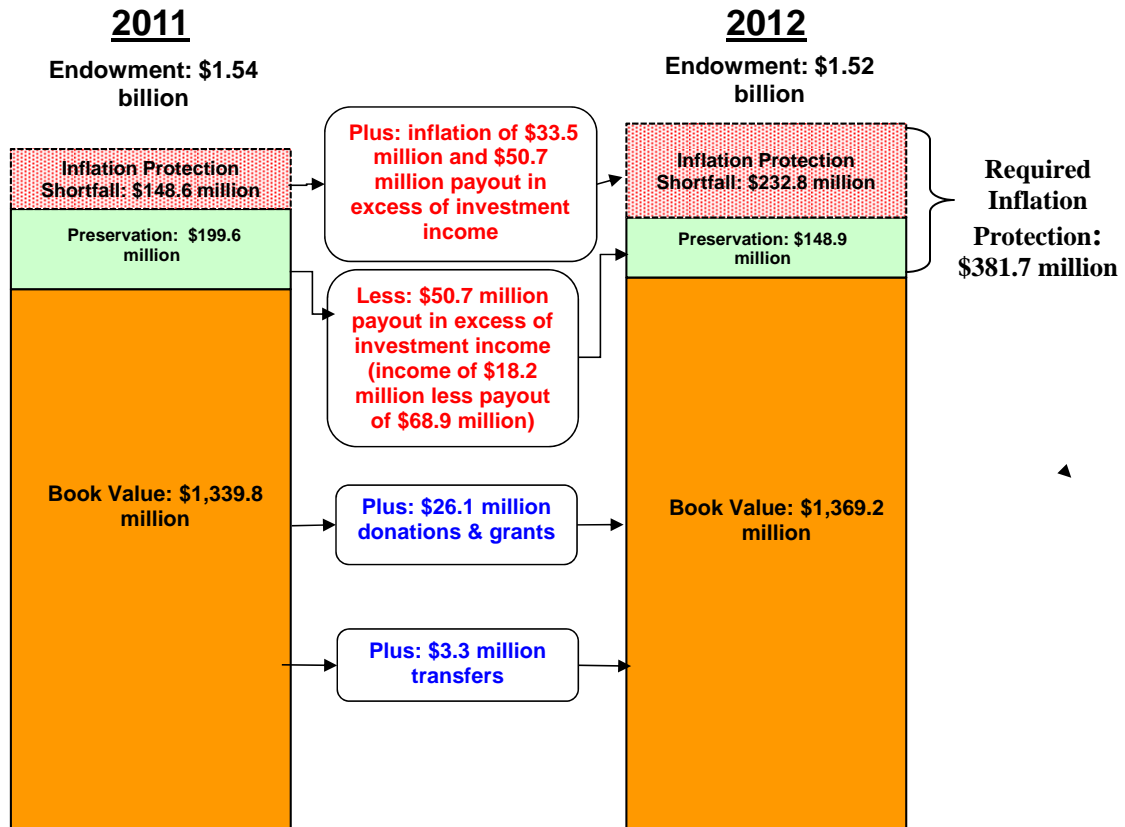 2011
Endowment: $1.54
billion
Inflation Protection
Shortfall: $148.6 million
Preservation: $199.6
million
Book Value: $1,339.8
million
Plus: inflation of $33.5
million and $50.7
million payout in
excess of investment
income
Less: $50.7 million
payout in excess of
investment income
(income of $18.2
million less payout
of $68.9 million)
Plus: $26.1 million
donations & grants
Plus: $3.3 million
transfers
2012
Endowment: $1.52
billion
Inflation Protection
Shortfall: $232.8 million
Preservation: $148.9
million
Book Value: $1,369.2
million
Required
Inflation
Protection:
$381.7 million